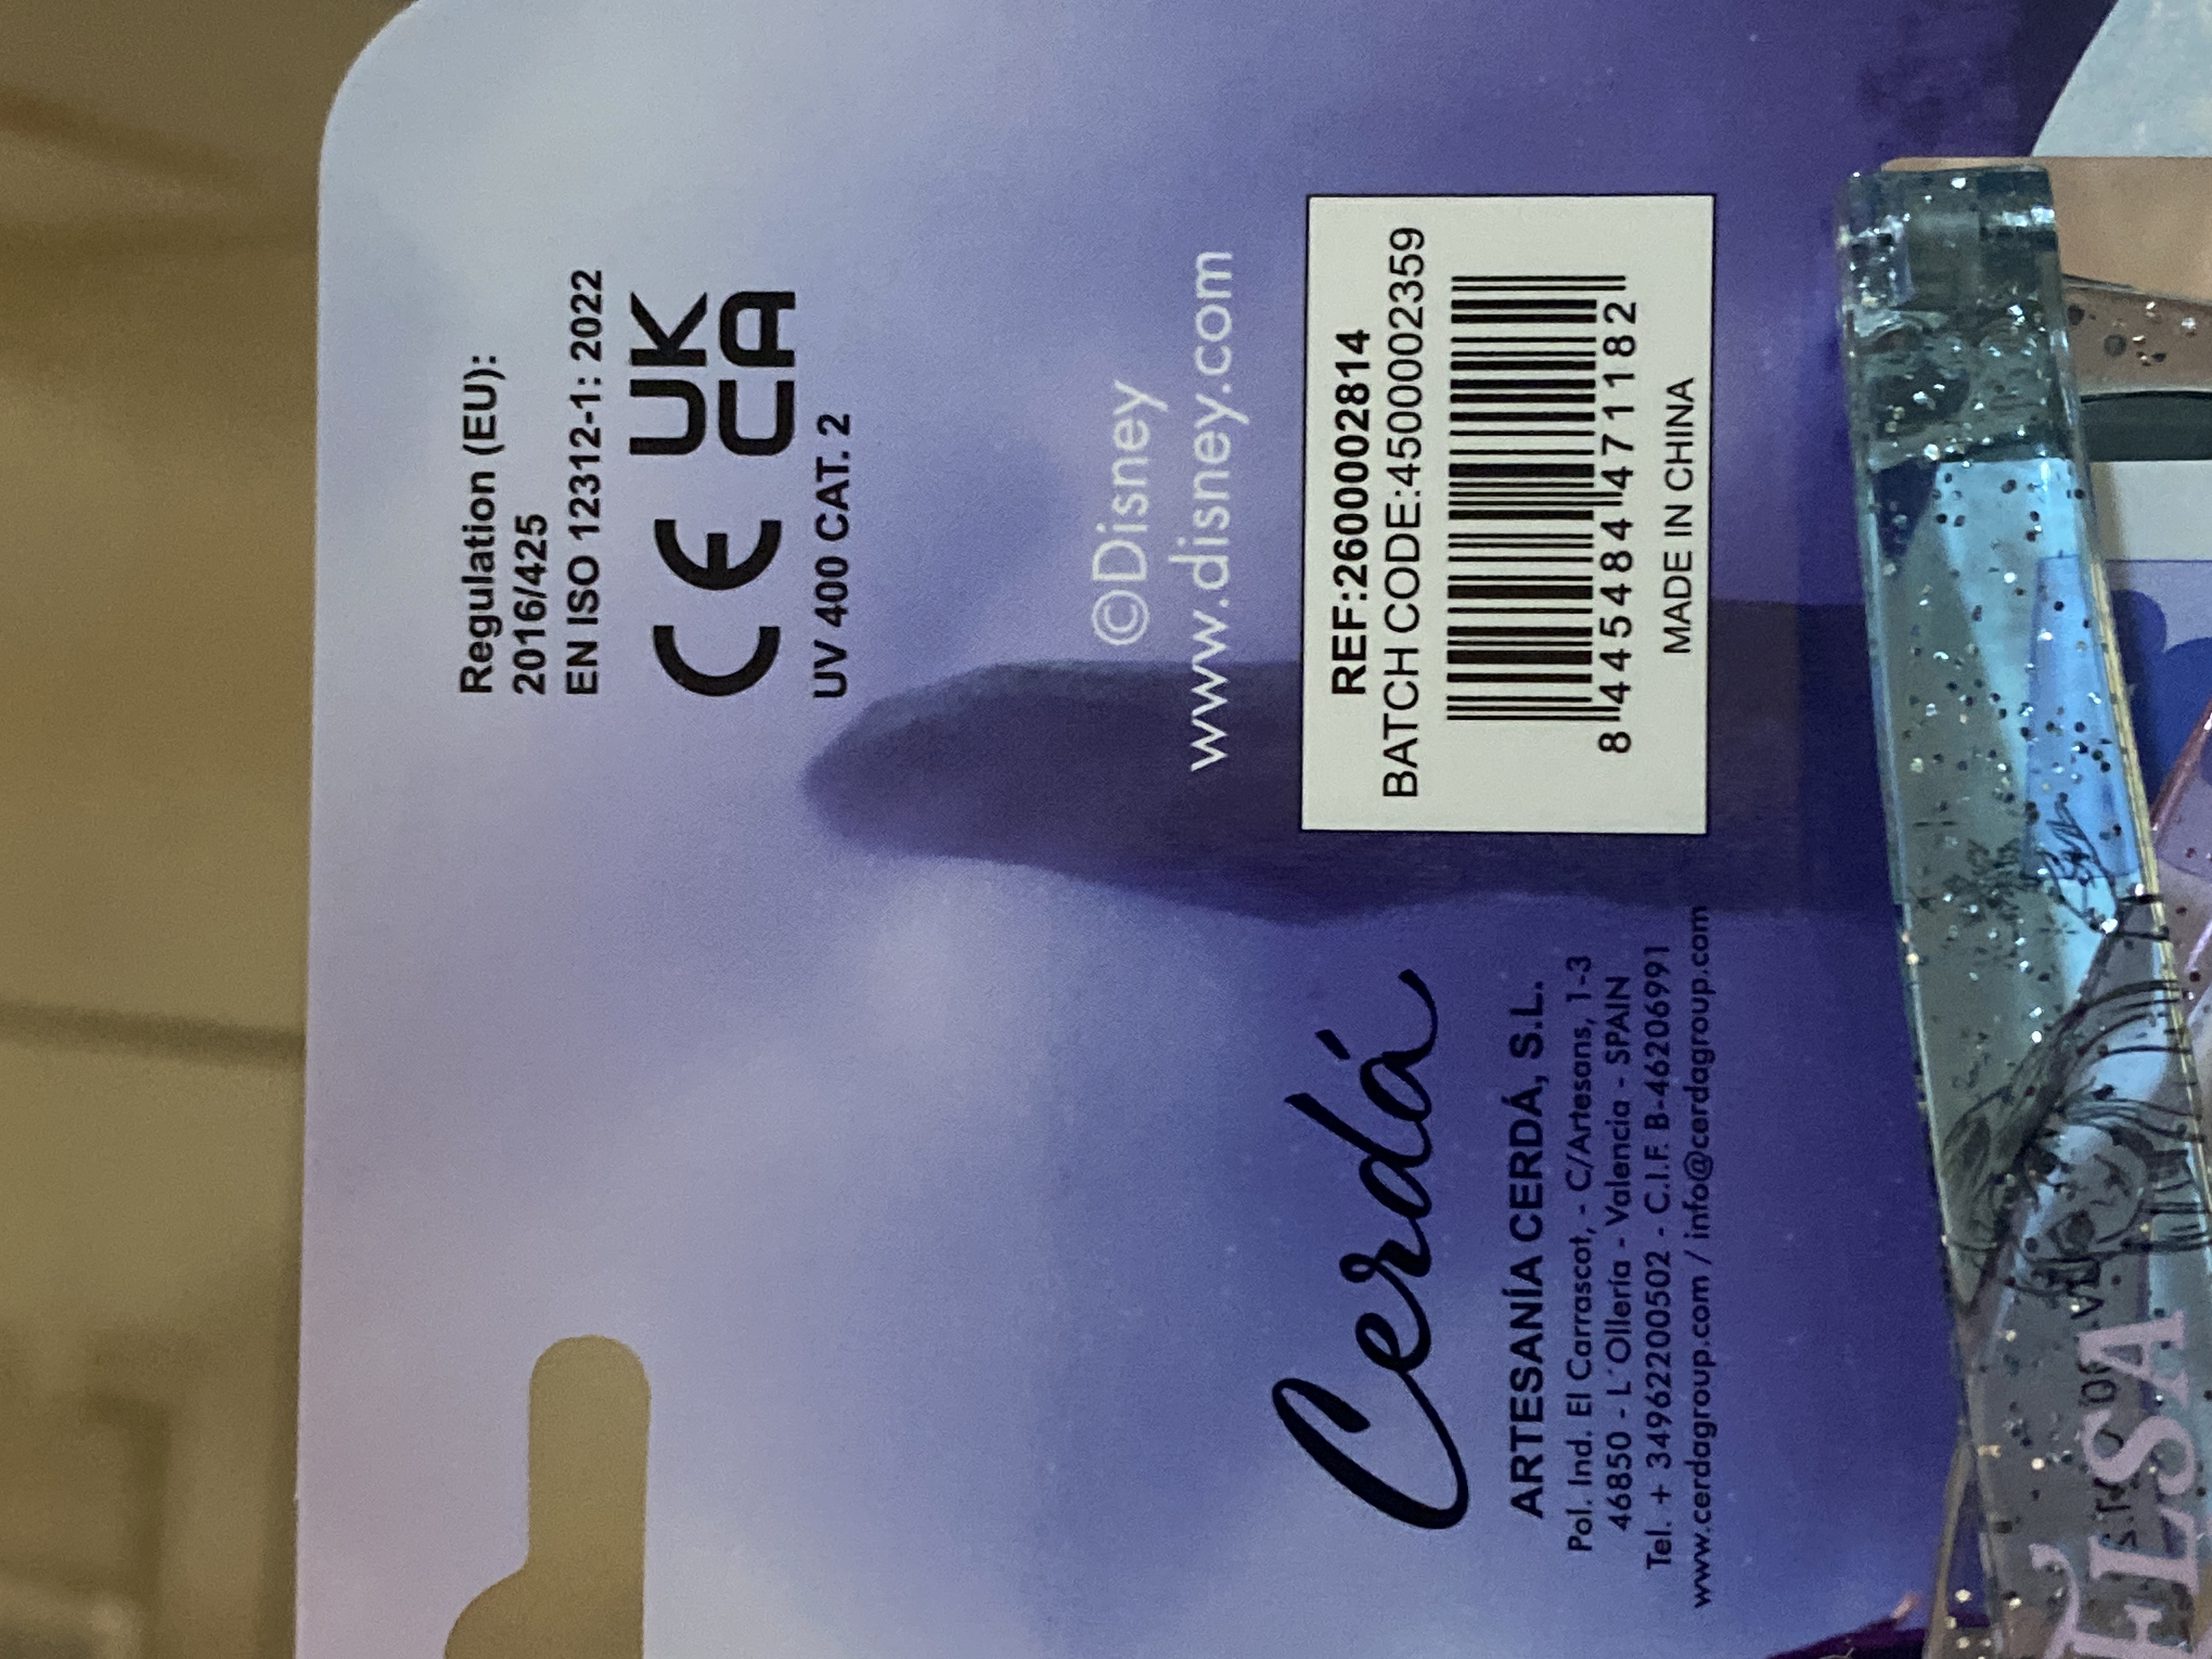 Regulation (EU):
2016/425
EN ISO 12312-1: 2022
CE UK
CA
UV 400 CAT. 2
©Disney
www.disney.com
REF:2600002814
BATCH CODE:4500002359
8 445484 471182
MADE IN CHINA
Cerdá
ARTESANÍA CERDÁ, S.L.
Pol. Ind. El Carrascot, - C/Artesans, 1-3
46850 - L´Ollería - Valencia - SPAIN
Tel. + 34962200502 - C.I.F. B-46206991
www.cerdagroup.com / info@cerdagroup.com
ELSA